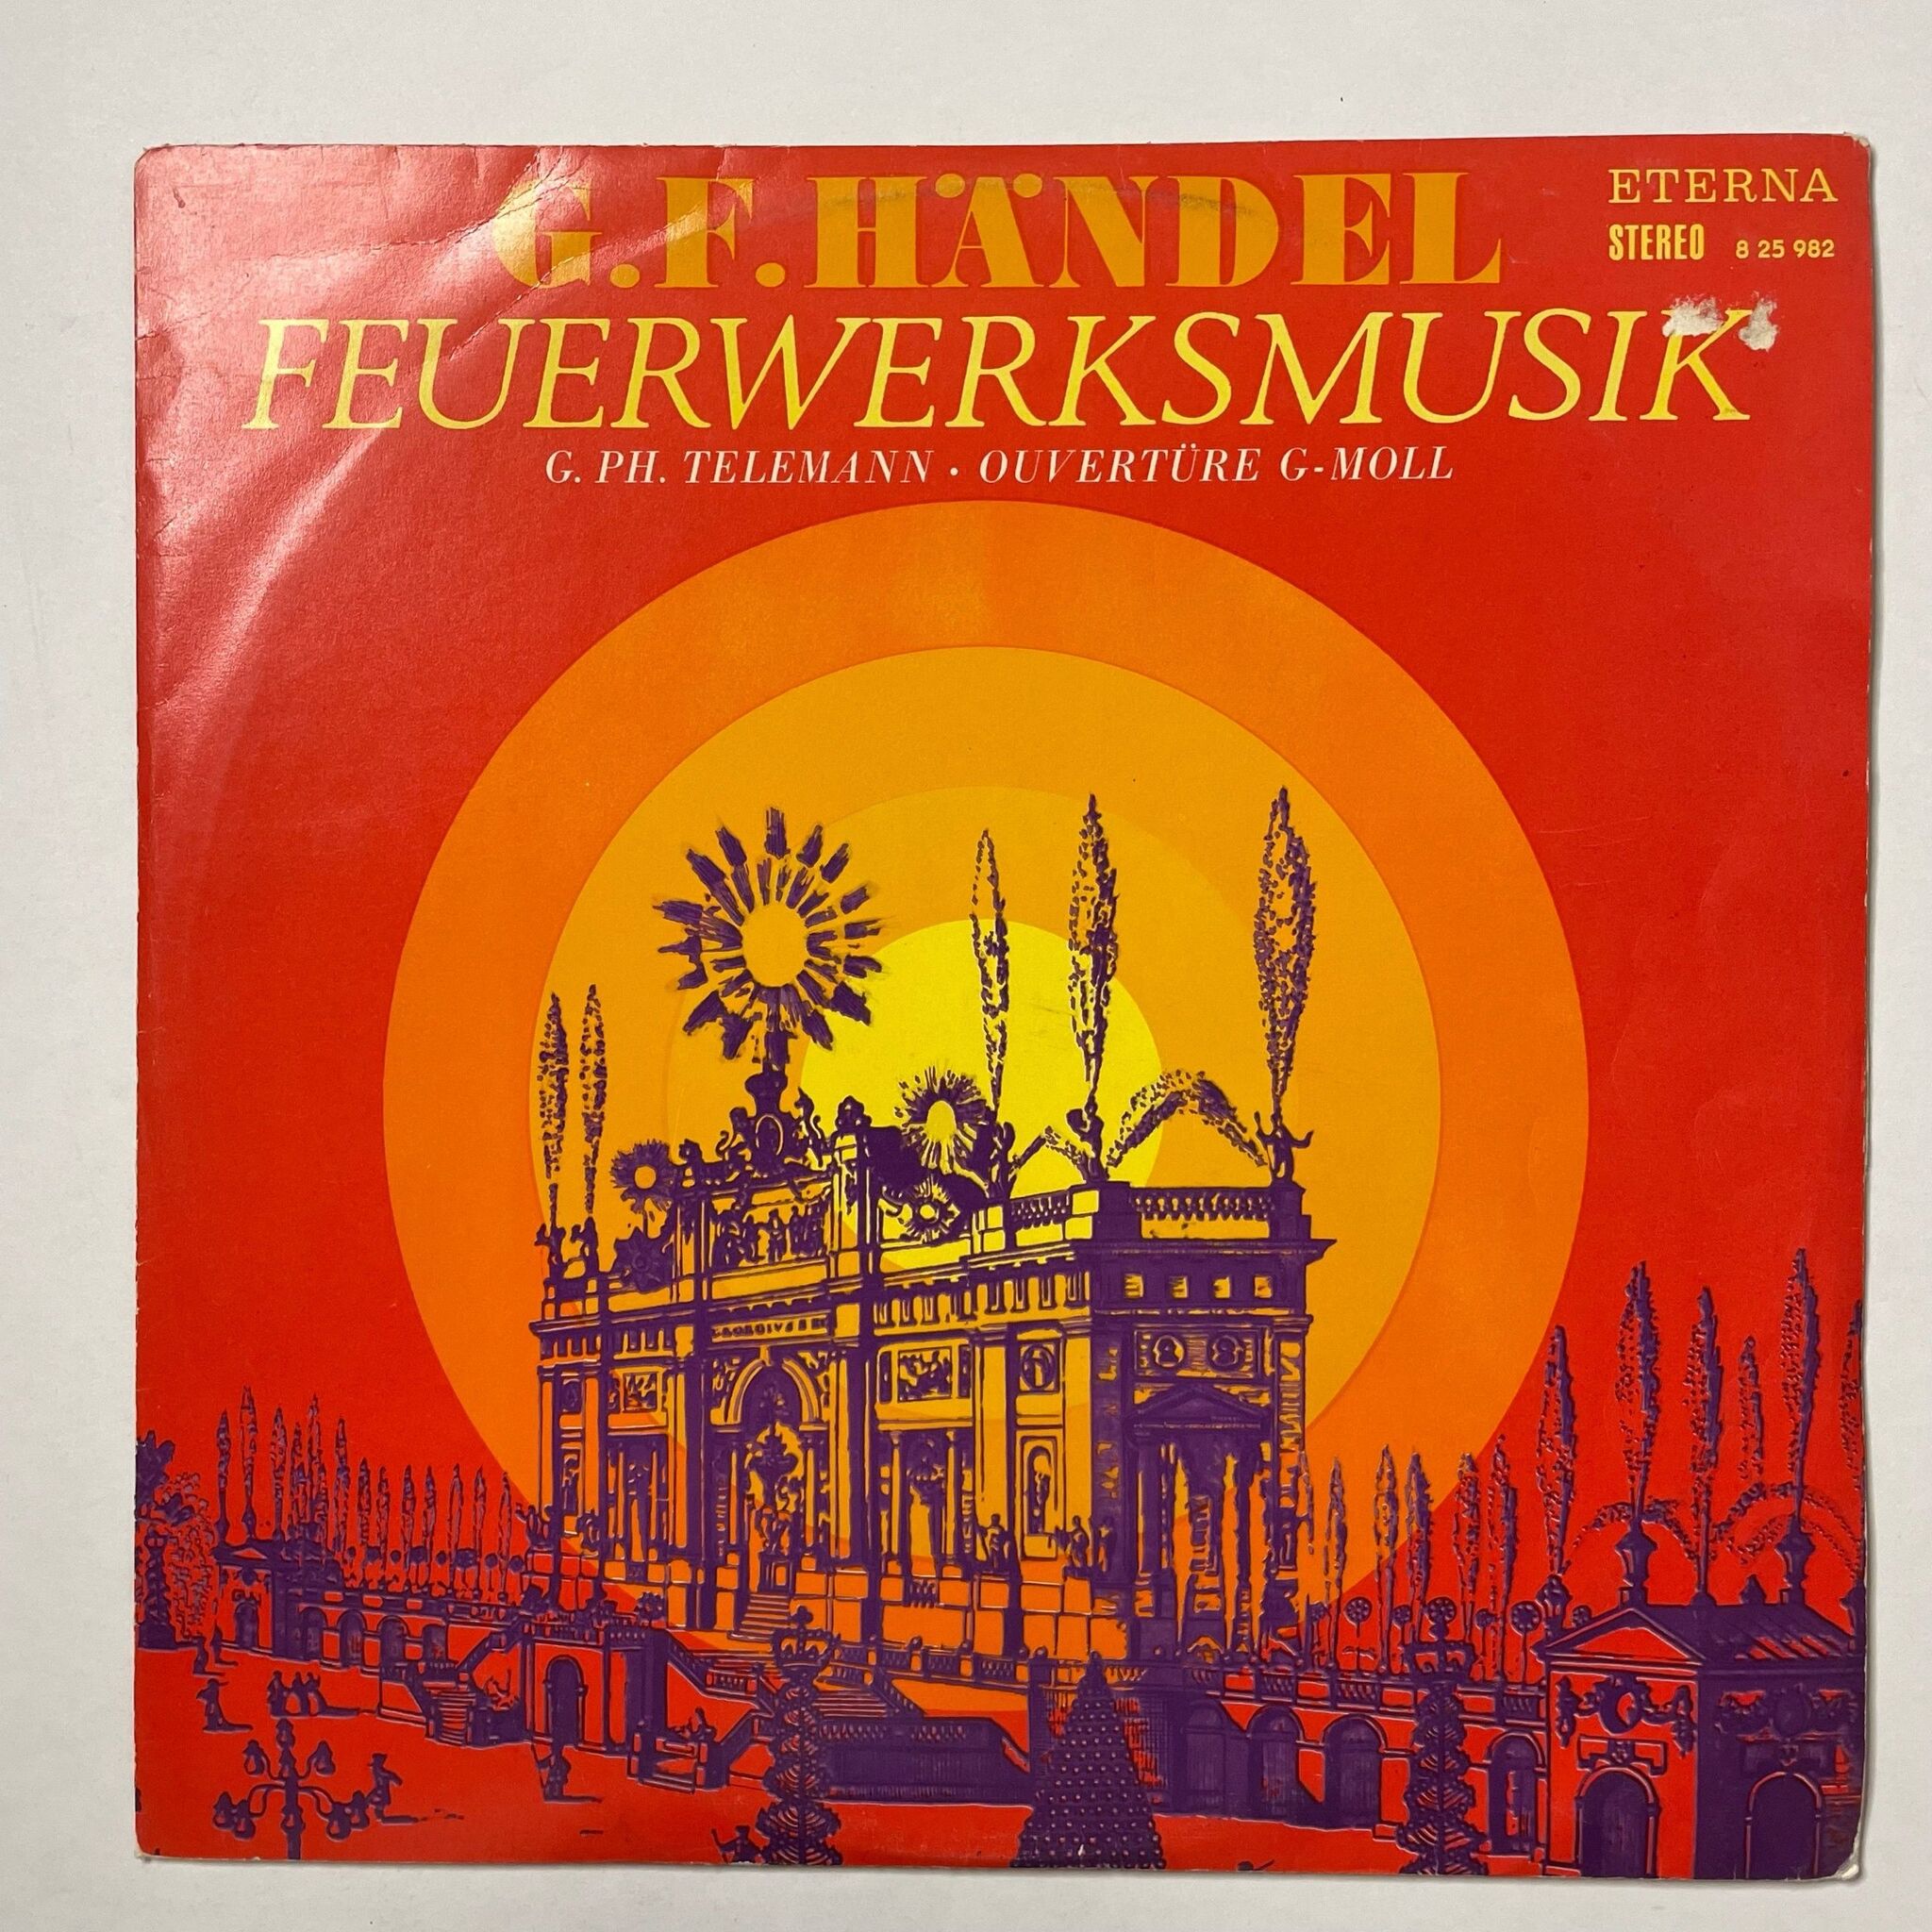 G. F. HÄNDEL
ETERNA
STEREO 8 25 982
FEUERWERKSMUSIK
G. PH. TELEMANN · OUVERTÜRE G-MOLL